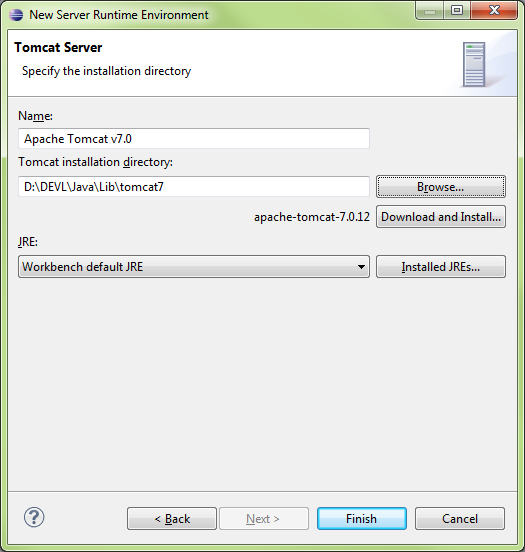 New Server Runtime Environment
Tomcat Server
Specify the installation directory
Name:
Apache Tomcat v7.0
Tomcat installation directory:
D:\DEVL\Java\Lib\tomcat7
Browse...
apache-tomcat-7.0.12
Download and Install...
JRE:
Workbench default JRE
Installed JREs...
?
< Back
Next >
Finish
Cancel